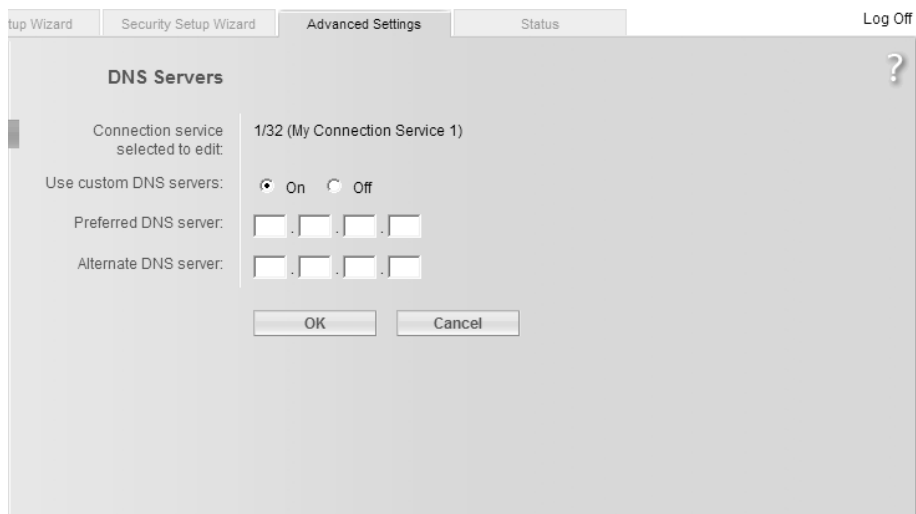 tup Wizard
Security Setup Wizard
Advanced Settings
Status
Log Off
DNS Servers
?
Connection service
selected to edit:
1/32 (My Connection Service 1)
Use custom DNS servers:
On
Off
Preferred DNS server:
. . .
Alternate DNS server:
. . .
OK
Cancel